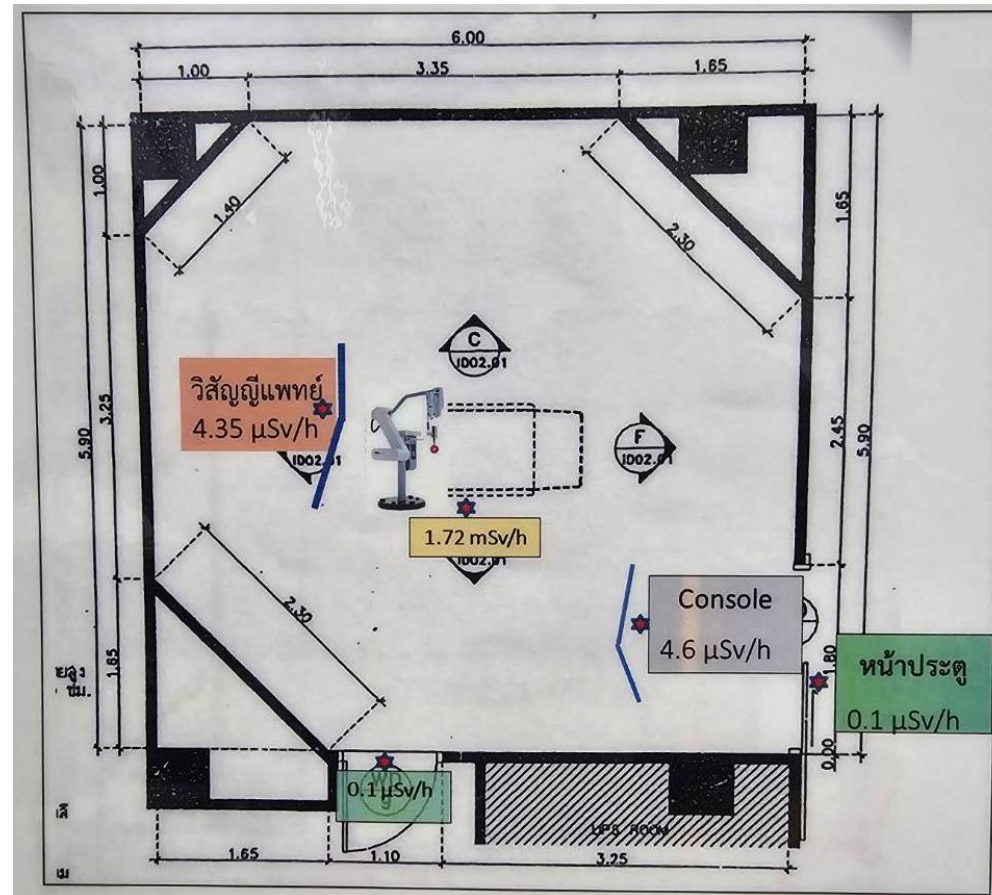 6.00
1.00
3.35
1.65
1.00
1.40
2.30
1.65
C
ID02.01
วิสัญญีแพทย์
4.35 µSv/h
ID02.01
3.25
5.90
F
ID02.01
2.45
5.90
1.72 mSv/h
ID02.01
2.30
1.65
Console
4.6 µSv/h
1.80
หน้าประตู
0.1 µSv/h
0.20
0.1 µSv/h
UPS ROOM
1.65
1.10
3.25